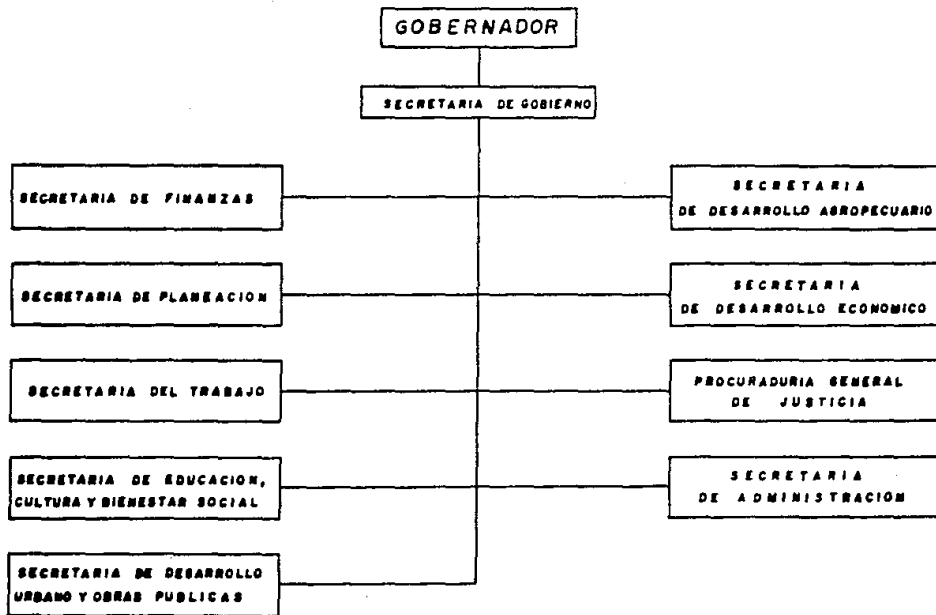 GOBERNADOR
SECRETARIA DE GOBIERNO
SECRETARIA DE FINANZAS
SECRETARIA
DE DESARROLLO AGROPECUARIO
SECRETARIA DE PLANEACION
SECRETARIA
DE DESARROLLO ECONOMICO
SECRETARIA DEL TRABAJO
PROCURADURIA GENERAL
DE JUSTICIA
SECRETARIA DE EDUCACION,
CULTURA Y BIENESTAR SOCIAL
SECRETARIA
DE ADMINISTRACION
SECRETARIA DE DESARROLLO
URBANO Y OBRAS PUBLICAS